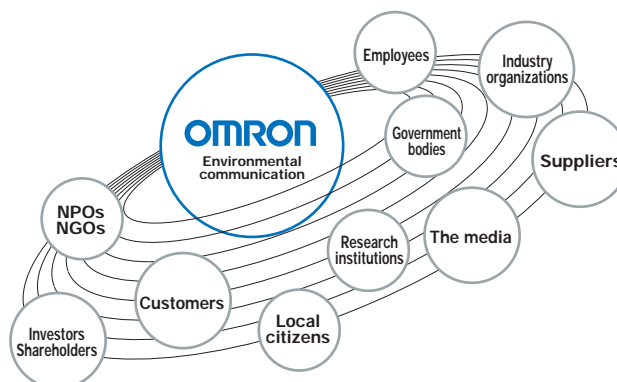 Employees
Industry
organizations
OMRON
Environmental
communication
Government
bodies
Suppliers
NPOs
NGOs
Research
institutions
The media
Customers
Local
citizens
Investors
Shareholders